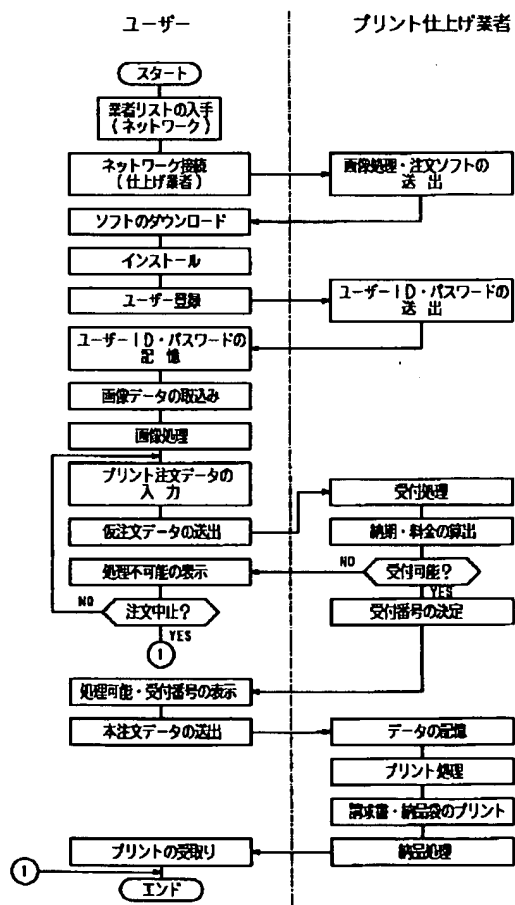 ユーザー
プリント仕上げ業者
スタート
業者リストの入手
(ネットワーク)
ネットワーク接続
(仕上げ業者)
画像処理・注文ソフトの
送 出
ソフトのダウンロード
インストール
ユーザー登録
ユーザーID・パスワードの
送 出
ユーザーID・パスワードの
記 憶
画像データの取込み
画像処理
プリント注文データの
入 力
受付処理
仮注文データの送出
納期・料金の算出
処理不可能の表示
NO
受付可能?
YES
NO
注文中止?
受付番号の決定
YES
1
処理可能・受付番号の表示
本注文データの送出
データの記憶
プリント処理
請求書・納品袋のプリント
プリントの受取り
納品処理
1
エンド